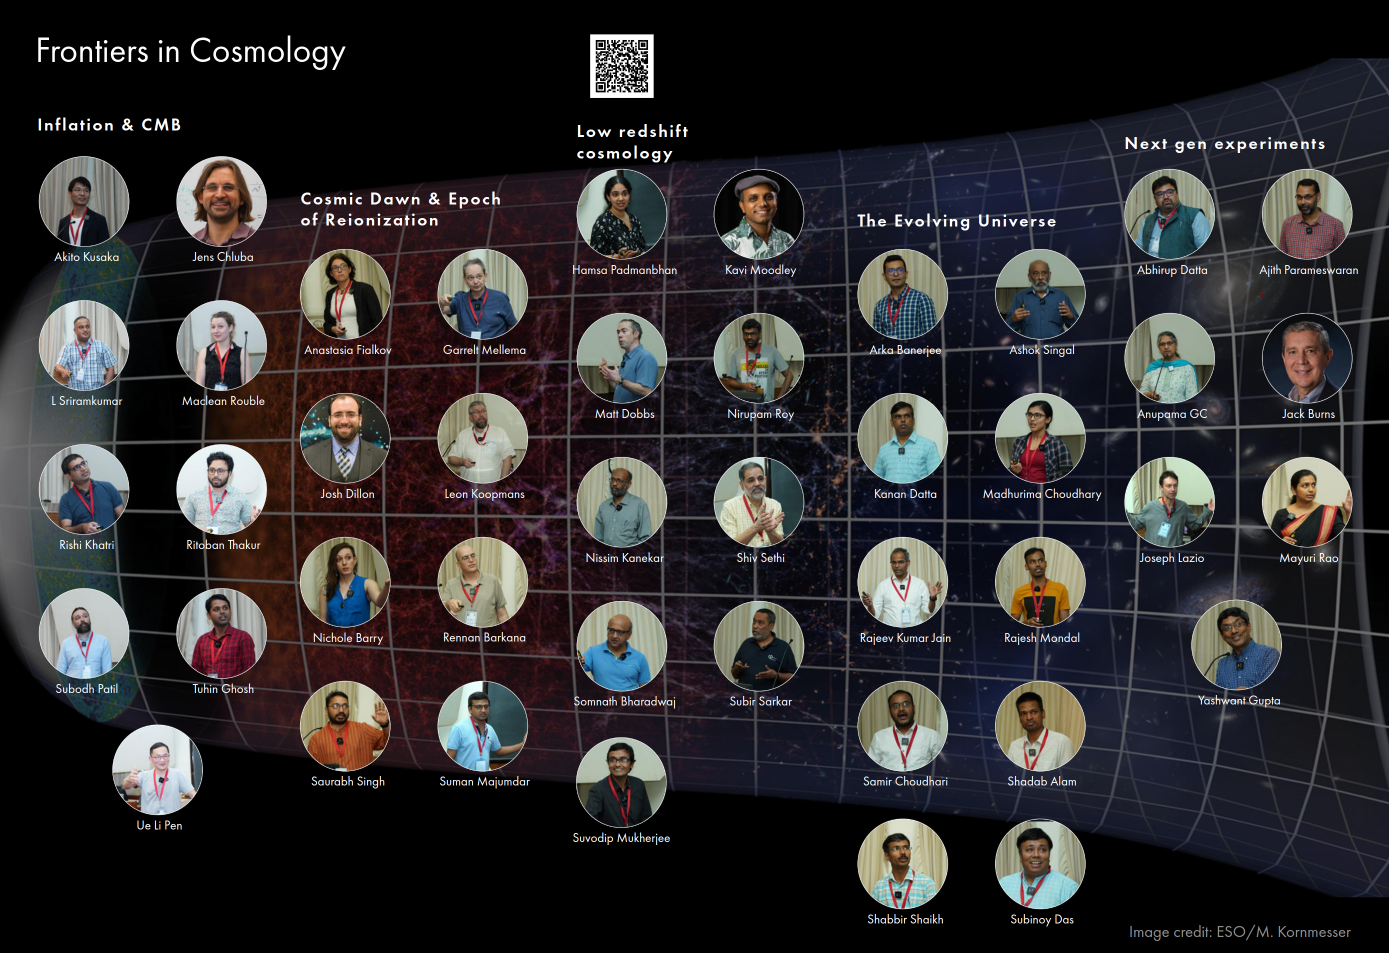 Frontiers in Cosmology
Inflation & CMB
Akito Kusaka
Jens Chluba
L Sriramkumar
Maclean Rouble
Rishi Khatri
Ritoban Thakur
Subodh Patil
Tuhin Ghosh
Ue Li Pen
Cosmic Dawn & Epoch
of Reionization
Anastasia Fialkov
Garrelt Mellema
Josh Dillon
Leon Koopmans
Nichole Barry
Rennan Barkana
Saurabh Singh
Suman Majumdar
Low redshift
cosmology
Hamsa Padmanbhan
Kavi Moodley
Matt Dobbs
Nirupam Roy
Nissim Kanekar
Shiv Sethi
Somnath Bharadwaj
Subir Sarkar
Suvodip Mukherjee
The Evolving Universe
Arka Banerjee
Ashok Singal
Kanan Datta
Madhurima Choudhary
Rajeev Kumar Jain
Rajesh Mondal
Samir Choudhari
Shadab Alam
Shabbir Shaikh
Subinoy Das
Next gen experiments
Abhirup Datta
Ajith Parameswaran
Anupama GC
Jack Burns
Joseph Lazio
Mayuri Rao
Yashwant Gupta
Image credit: ESO/M. Kornmesser